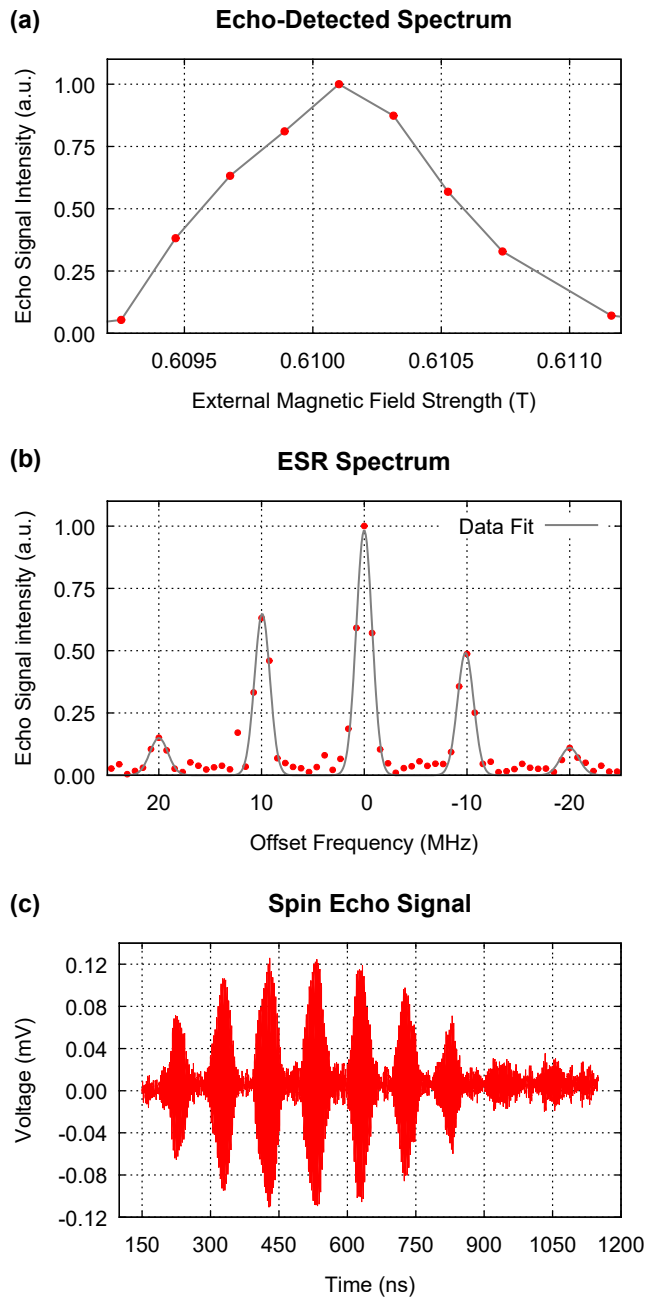 (a)
Echo-Detected Spectrum
Echo Signal Intensity (a.u.)
1.00
0.75
0.50
0.25
0.00
0.6095 0.6100 0.6105 0.6110
External Magnetic Field Strength (T)
(b)
ESR Spectrum
Echo Signal intensity (a.u.)
1.00
0.75
0.50
0.25
0.00
Data Fit
20 10 0 -10 -20
Offset Frequency (MHz)
(c)
Spin Echo Signal
Voltage (mV)
0.12
0.08
0.04
0.00
-0.04
-0.08
-0.12
150 300 450 600 750 900 1050 1200
Time (ns)